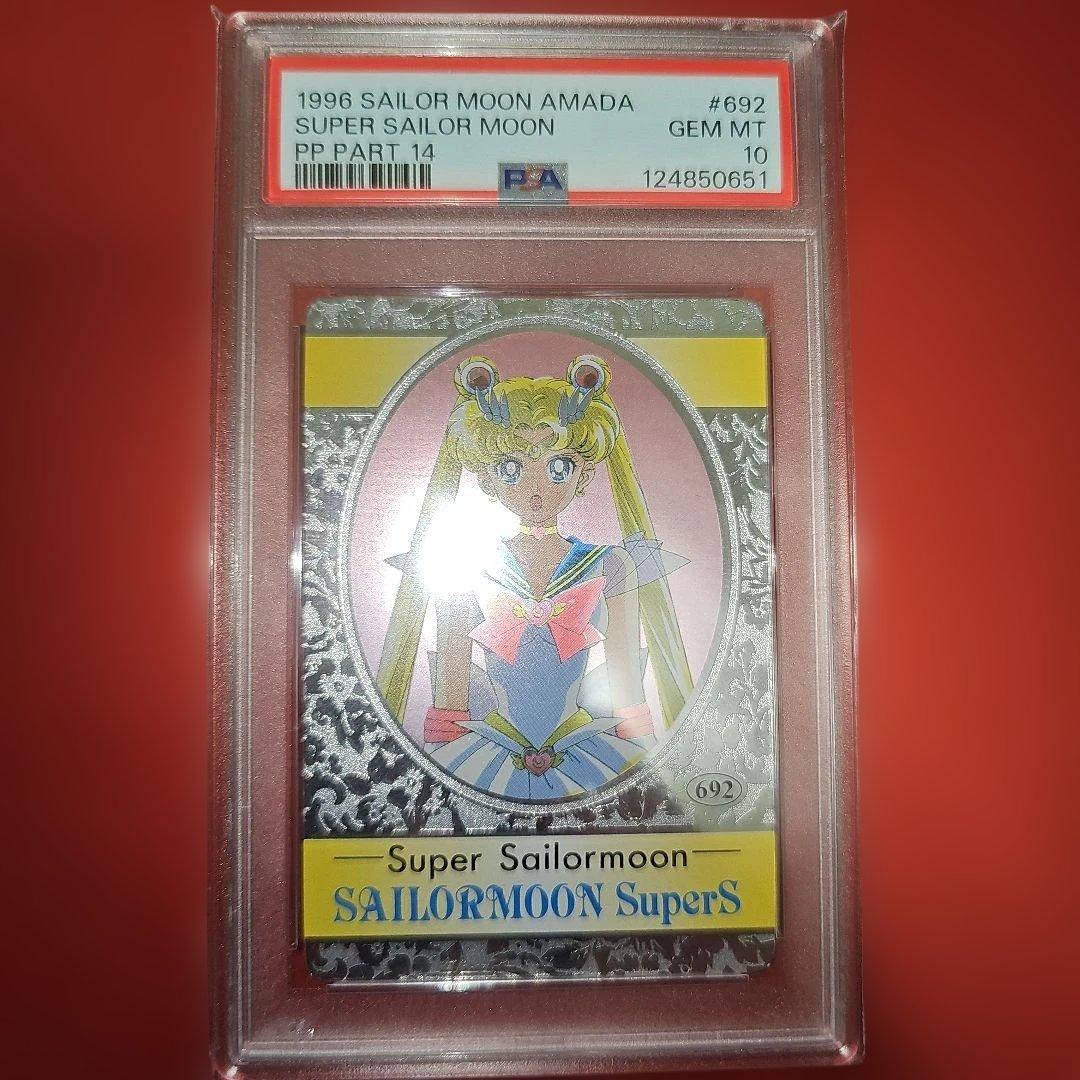 1996 SAILOR MOON AMADA #692
SUPER SAILOR MOON GEM MT
PP PART 14 10
PSA 124850651
692
Super Sailormoon
SAILORMOON SuperS